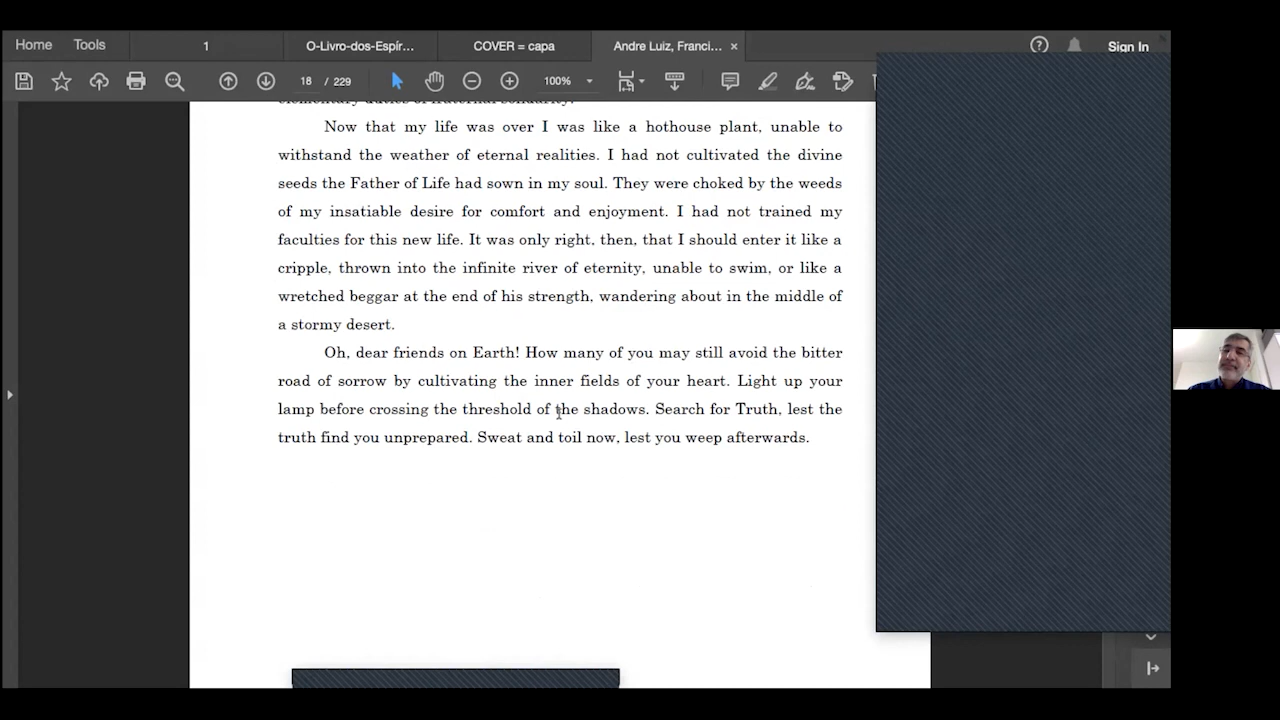 Home Tools 1 O-Livro-dos-Espír... COVER = capa Andre Luiz, Franci... × Sign In
18 / 229 100%
elementary duties of fraternal solidarity.
Now that my life was over I was like a hothouse plant, unable to
withstand the weather of eternal realities. I had not cultivated the divine
seeds the Father of Life had sown in my soul. They were choked by the weeds
of my insatiable desire for comfort and enjoyment. I had not trained my
faculties for this new life. It was only right, then, that I should enter it like a
cripple, thrown into the infinite river of eternity, unable to swim, or like a
wretched beggar at the end of his strength, wandering about in the middle of
a stormy desert.
Oh, dear friends on Earth! How many of you may still avoid the bitter
road of sorrow by cultivating the inner fields of your heart. Light up your
lamp before crossing the threshold of the shadows. Search for Truth, lest the
truth find you unprepared. Sweat and toil now, lest you weep afterwards.